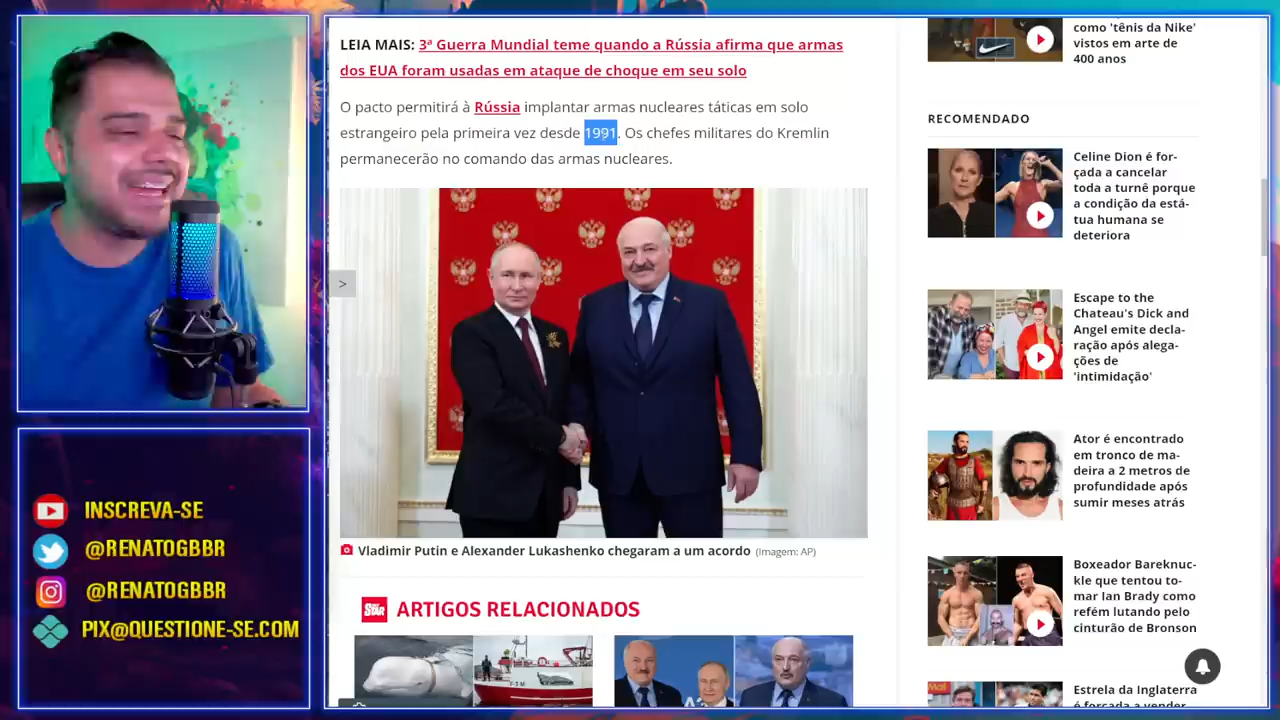 LEIA MAIS: 3ª Guerra Mundial teme quando a Rússia afirma que armas
dos EUA foram usadas em ataque de choque em seu solo
O pacto permitirá à Rússia implantar armas nucleares táticas em solo
estrangeiro pela primeira vez desde 1991. Os chefes militares do Kremlin
permanecerão no comando das armas nucleares.
>
Vladimir Putin e Alexander Lukashenko chegaram a um acordo (Imagem: AP)
STAR
ARTIGOS RELACIONADOS
como 'tênis da Nike'
vistos em arte de
400 anos
RECOMENDADO
Celine Dion é for-
çada a cancelar
toda a turnê porque
a condição da está-
tua humana se
deteriora
Escape to the
Chateau's Dick and
Angel emite decla-
ração após alega-
ções de
'intimidação'
Ator é encontrado
em tronco de ma-
deira a 2 metros de
profundidade após
sumir meses atrás
Boxeador Bareknuc-
kle que tentou to-
mar Ian Brady como
refém lutando pelo
cinturão de Bronson
Estrela da Inglaterra
é forçada a vender
INSCREVA-SE
@RENATOGBBR
@RENATOGBBR
PIX@QUESTIONE-SE.COM